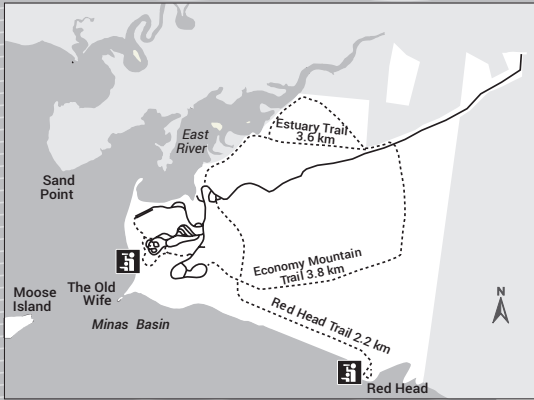 East
River
Estuary Trail
3.6 km
Sand
Point
Economy Mountain
Trail 3.8 km
The Old
Wife
Moose
Island
Minas Basin
Red Head Trail 2.2 km
N
Red Head